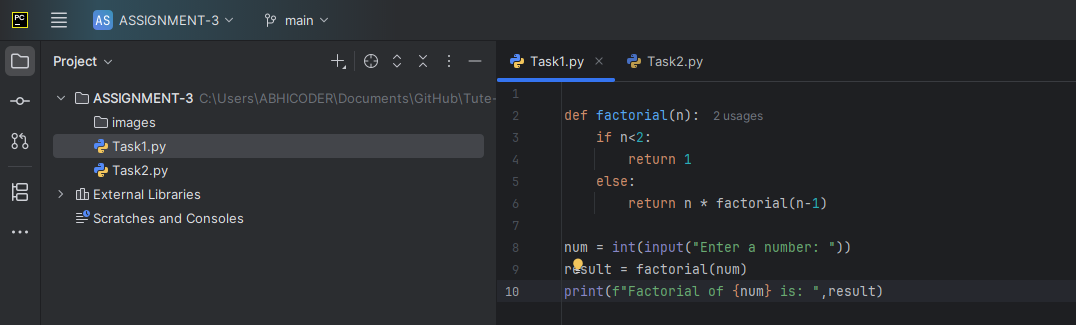 PC AS ASSIGNMENT-3 main
Project
ASSIGNMENT-3 C:\Users\ABHICODER\Documents\GitHub\Tute-
images
Task1.py
Task2.py
External Libraries
Scratches and Consoles
Task1.py Task2.py
1
2 def factorial(n): 2 usages
3 if n<2:
4 return 1
5 else:
6 return n * factorial(n-1)
7
8 num = int(input("Enter a number: "))
9 result = factorial(num)
10 print(f"Factorial of {num} is: ",result)